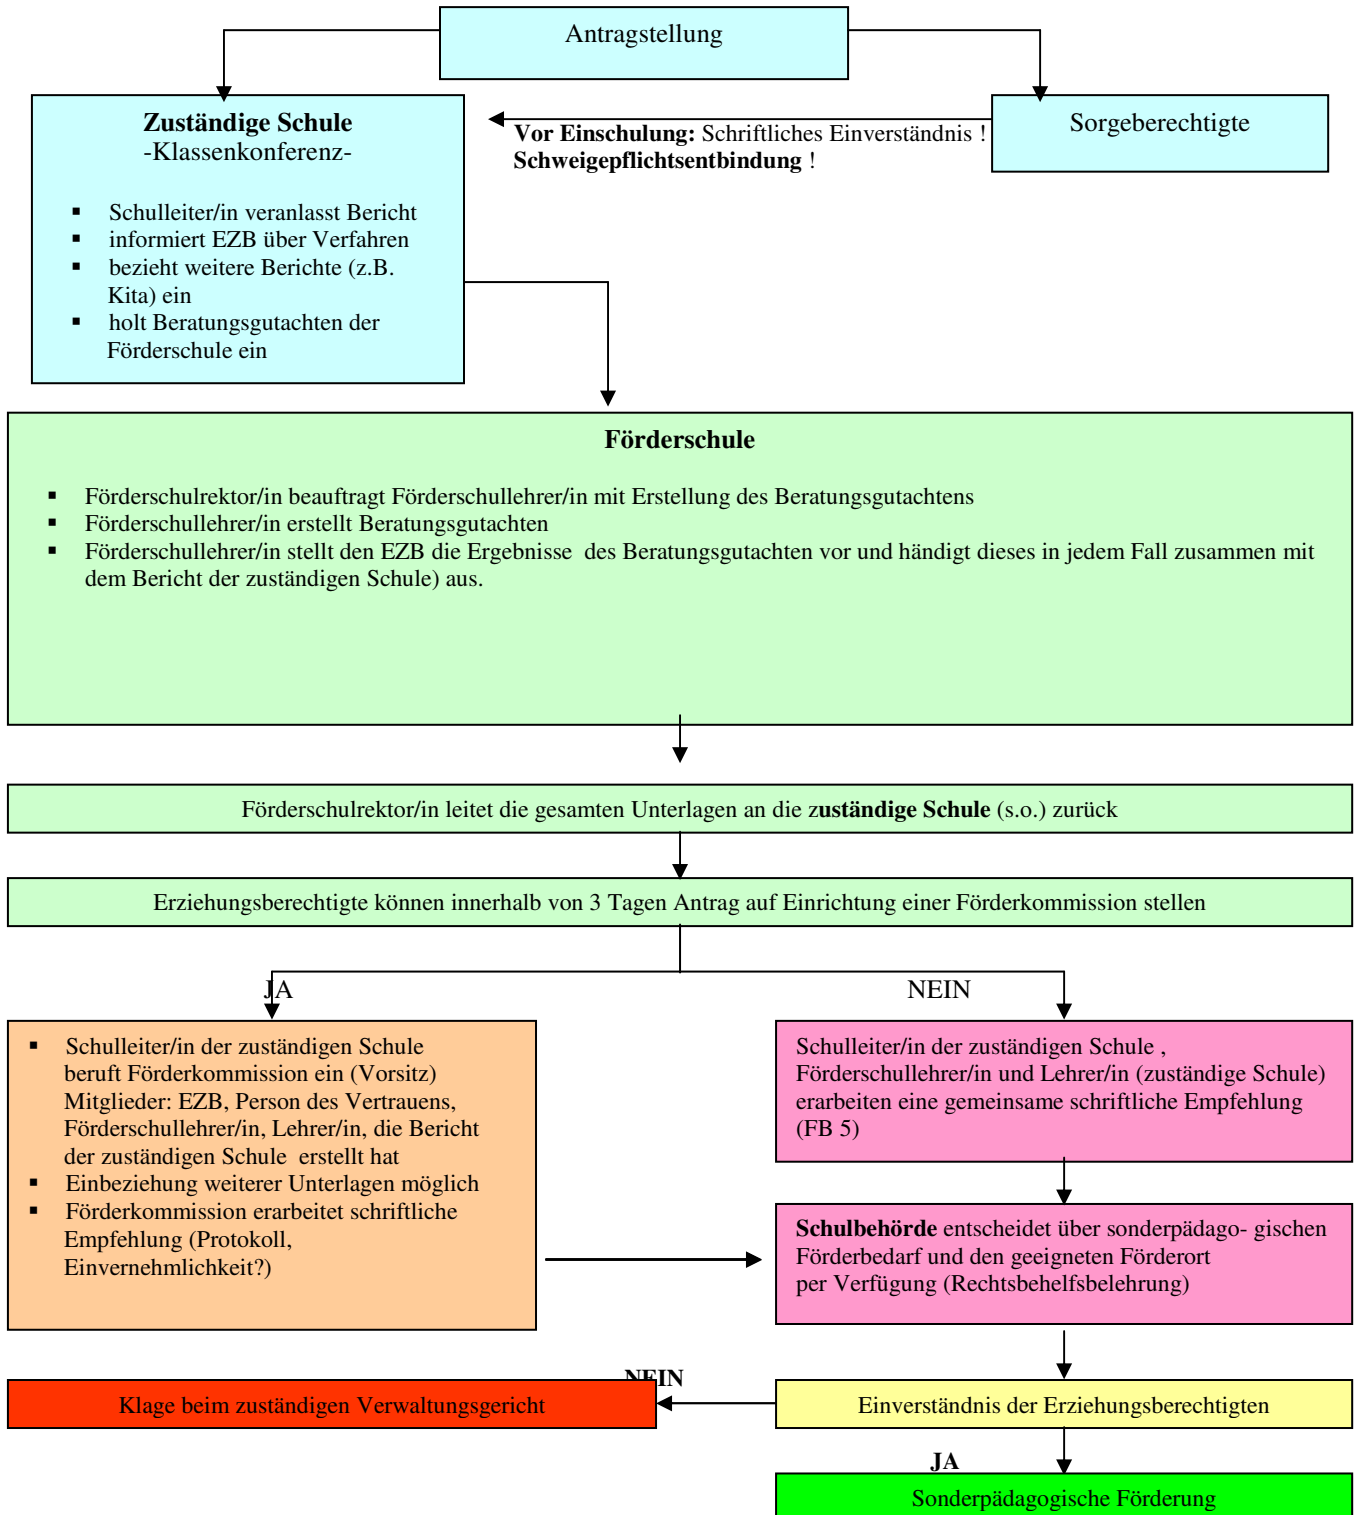 Antragstellung
Zuständige Schule
-Klassenkonferenz-
▪ Schulleiter/in veranlasst Bericht
▪ informiert EZB über Verfahren
▪ bezieht weitere Berichte (z.B.
Kita) ein
▪ holt Beratungsgutachten der
Förderschule ein
Vor Einschulung: Schriftliches Einverständnis !
Schweigepflichtsentbindung !
Sorgeberechtigte
Förderschule
▪ Förderschulrektor/in beauftragt Förderschullehrer/in mit Erstellung des Beratungsgutachtens
▪ Förderschullehrer/in erstellt Beratungsgutachten
▪ Förderschullehrer/in stellt den EZB die Ergebnisse des Beratungsgutachten vor und händigt dieses in jedem Fall zusammen mit
dem Bericht der zuständigen Schule) aus.
Förderschulrektor/in leitet die gesamten Unterlagen an die zuständige Schule (s.o.) zurück
Erziehungsberechtigte können innerhalb von 3 Tagen Antrag auf Einrichtung einer Förderkommission stellen
JA
NEIN
▪ Schulleiter/in der zuständigen Schule
beruft Förderkommission ein (Vorsitz)
Mitglieder: EZB, Person des Vertrauens,
Förderschullehrer/in, Lehrer/in, die Bericht
der zuständigen Schule erstellt hat
▪ Einbeziehung weiterer Unterlagen möglich
▪ Förderkommission erarbeitet schriftliche
Empfehlung (Protokoll,
Einvernehmlichkeit?)
Schulleiter/in der zuständigen Schule ,
Förderschullehrer/in und Lehrer/in (zuständige Schule)
erarbeiten eine gemeinsame schriftliche Empfehlung
(FB 5)
Schulbehörde entscheidet über sonderpädago- gischen
Förderbedarf und den geeigneten Förderort
per Verfügung (Rechtsbehelfsbelehrung)
NEIN
Klage beim zuständigen Verwaltungsgericht
Einverständnis der Erziehungsberechtigten
JA
Sonderpädagogische Förderung